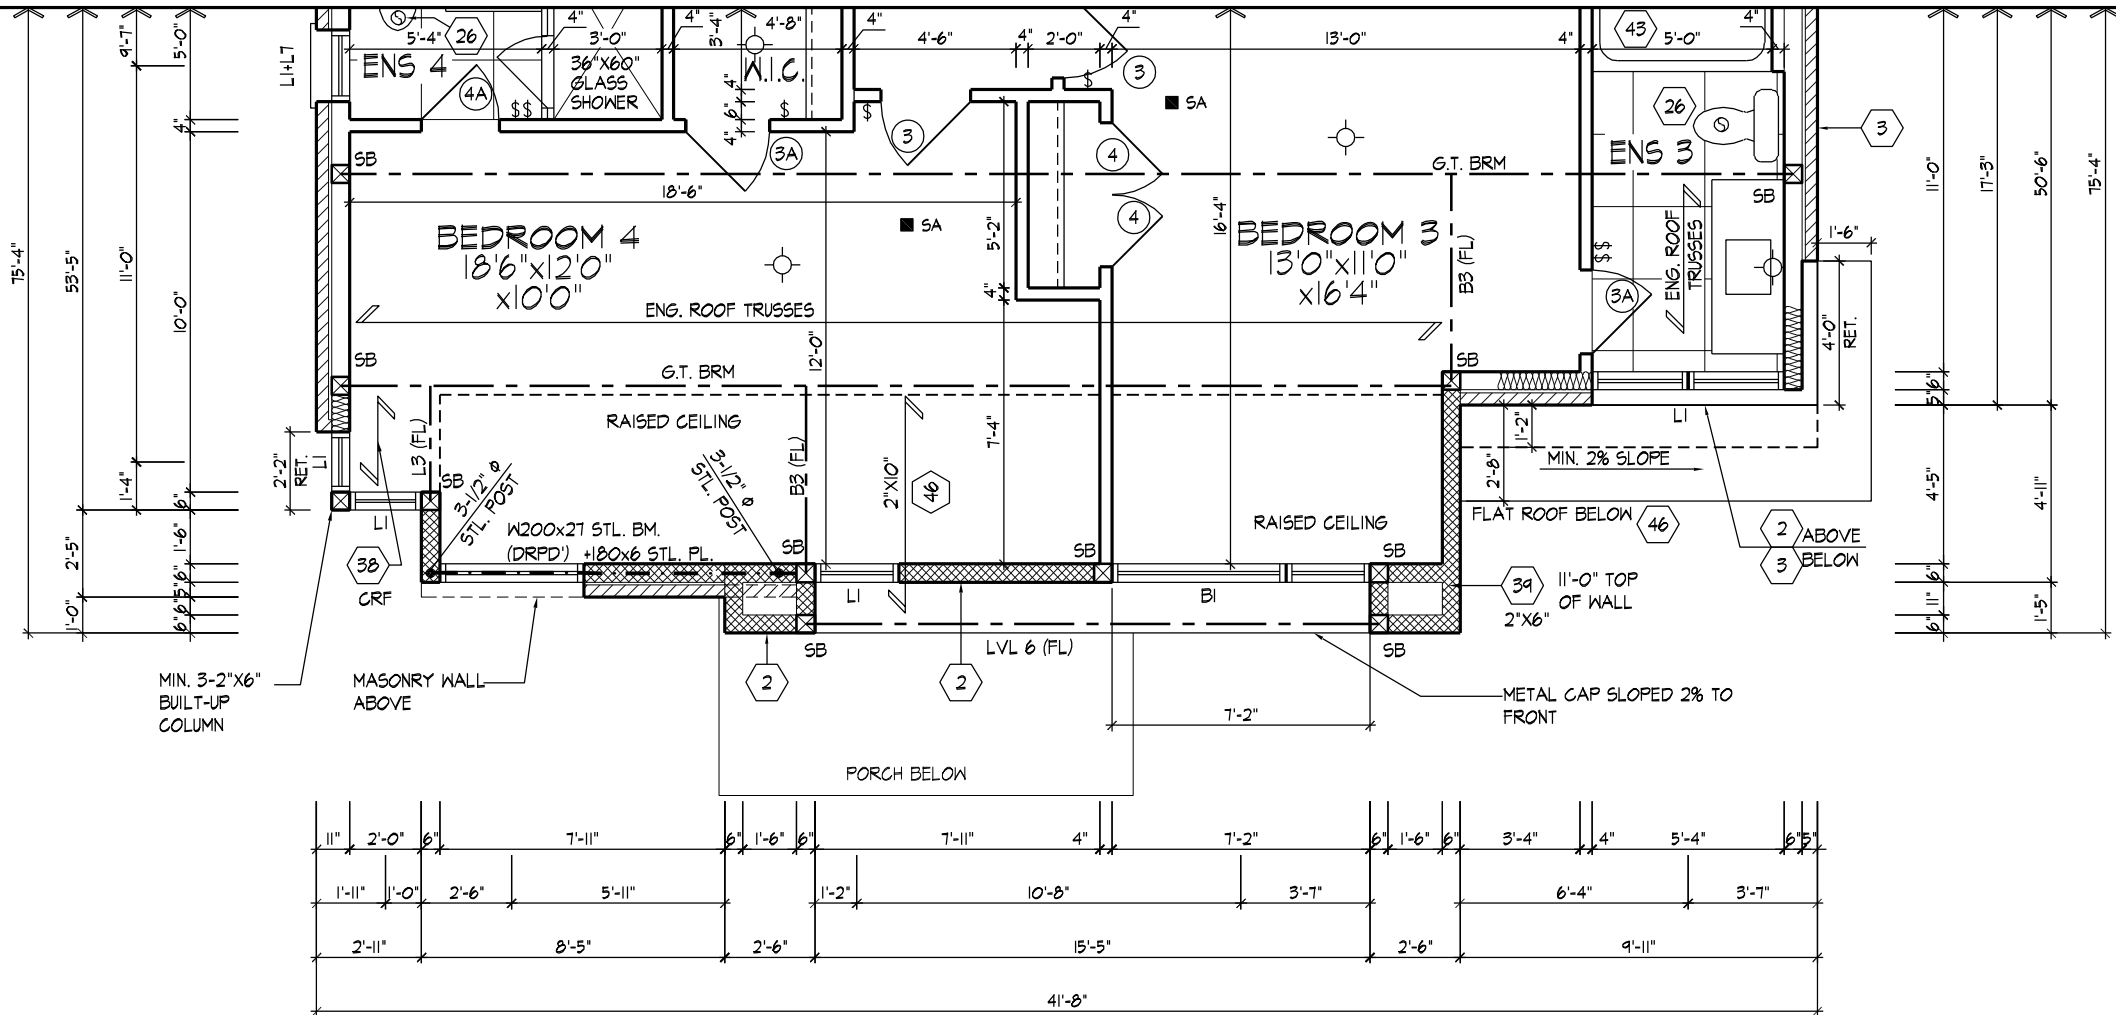 9'-7"
5'-0"
L1+L7
5'-4"
26
4"
3'-0"
4"
3'-4"
4'-8"
4"
4'-6"
4"
2'-0"
4"
13'-0"
4"
43
5'-0"
4"
ENS 4
4A
36"X60"
GLASS
SHOWER
$$
W.I.C.
$
$
$
3
SA
26
ENS 3
3
4"
6"
4"
4"
3
3A
4
4
SB
G.T. BRM
18'-6"
SA
5'-2"
16'-4"
4"
75'-4"
53'-5"
11'-0"
10'-0"
BEDROOM 4
18'6"x12'0"
x10'0"
BEDROOM 3
13'0"x11'0"
x16'4"
B3 (FL)
$$
ENG. ROOF
TRUSSES
SB
3A
1'-6"
4'-0"
RET.
11'-0"
17'-3"
50'-6"
75'-4"
ENG. ROOF TRUSSES
12'-0"
SB
G.T. BRM
SB
RAISED CEILING
L3 (FL)
B3 (FL)
7'-4"
2"X10"
46
2'-2"
RET.
L1
1'-4"
6"
SB
3-1/2" φ
STL. POST
3-1/2" φ
STL. POST
L1
W200x27 STL. BM.
(DRPD') +180x6 STL. PL.
SB
SB
RAISED CEILING
SB
L1
1'-2"
2'-8"
MIN. 2% SLOPE
FLAT ROOF BELOW
46
2
ABOVE
3
BELOW
6"
5"
4'-5"
4'-11"
6"
11"
6"
1'-5"
2'-5"
1'-6"
6"
5"
6"
6"
1'-0"
38
CRF
L1
B1
39
11'-0" TOP
OF WALL
2"X6"
SB
LVL 6 (FL)
SB
MIN. 3-2"X6"
BUILT-UP
COLUMN
MASONRY WALL
ABOVE
2
2
METAL CAP SLOPED 2% TO
FRONT
7'-2"
PORCH BELOW
11"
2'-0"
6"
7'-11"
6"
1'-6"
6"
7'-11"
4"
7'-2"
6"
1'-6"
6"
3'-4"
4"
5'-4"
6"
5"
1'-11"
1'-0"
2'-6"
5'-11"
1'-2"
10'-8"
3'-7"
6'-4"
3'-7"
2'-11"
8'-5"
2'-6"
15'-5"
2'-6"
9'-11"
41'-8"